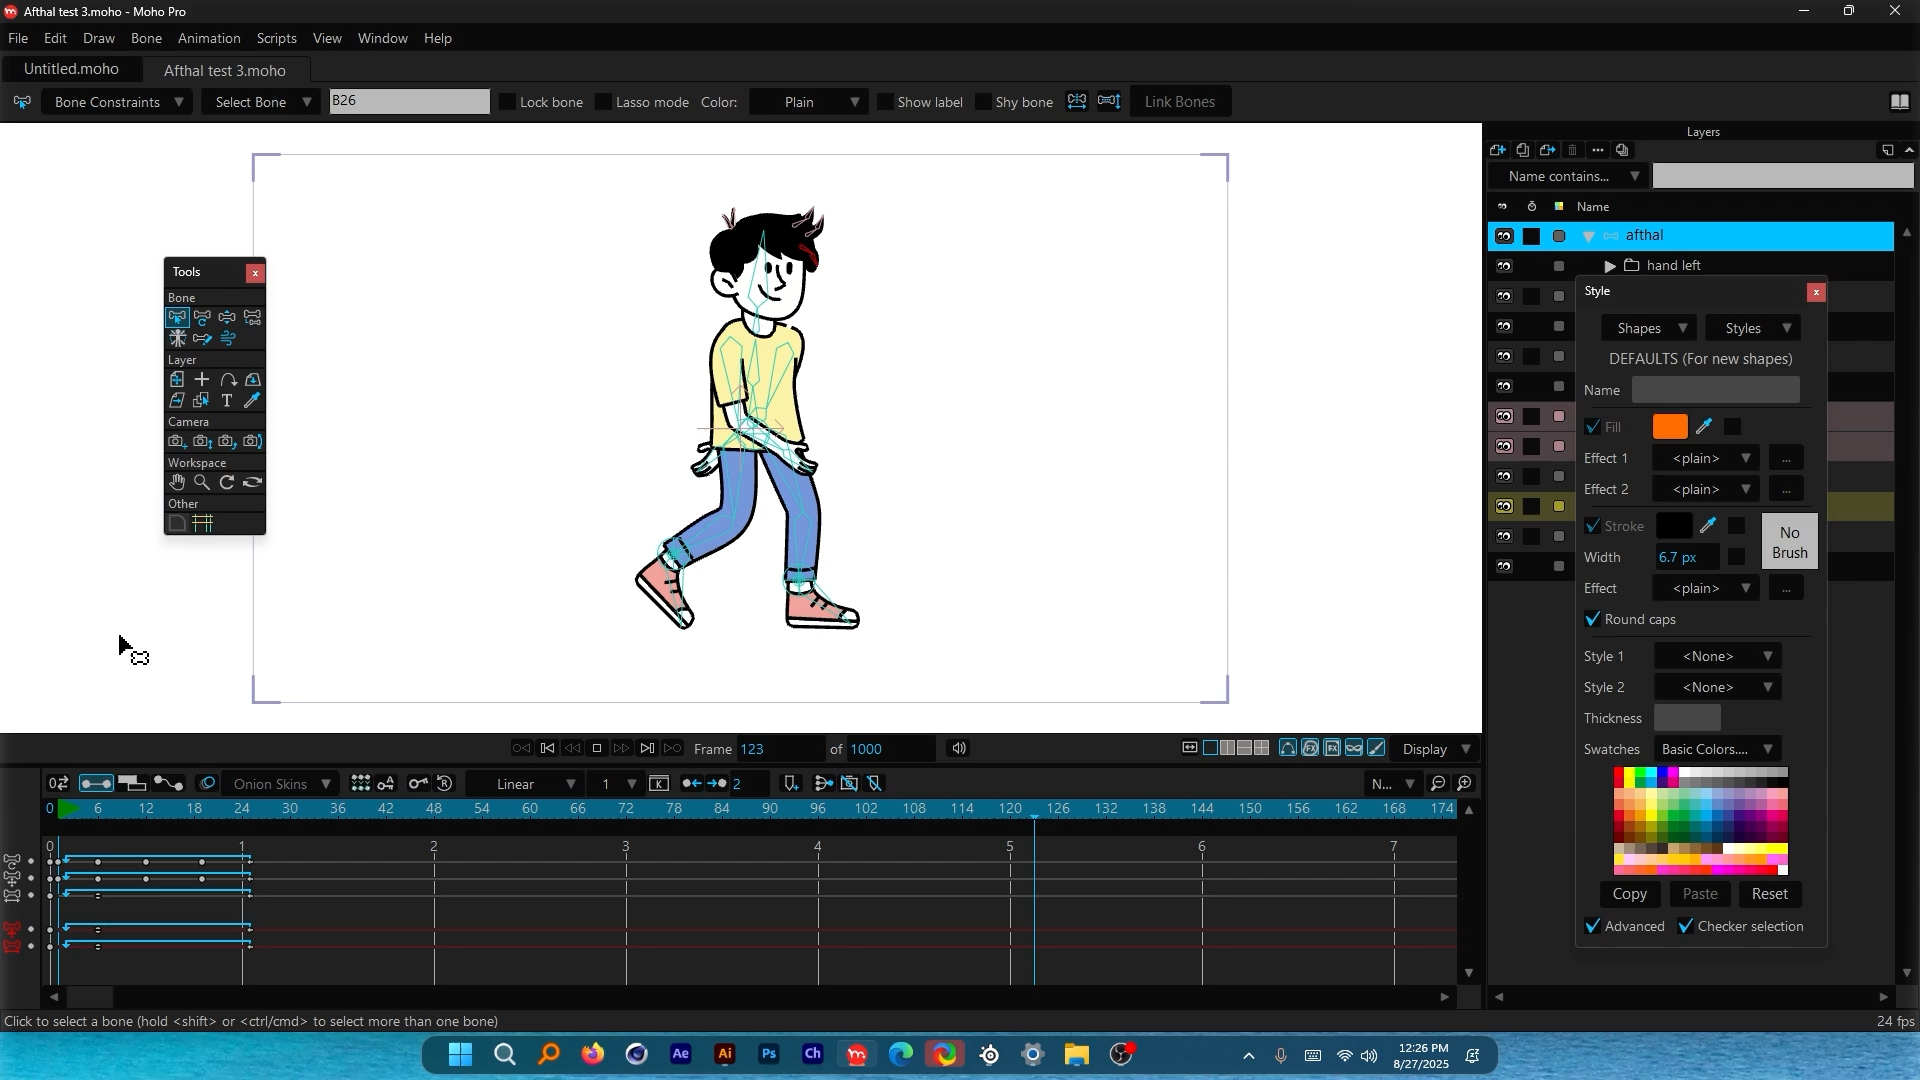 Afthal test 3.moho - Moho Pro
File Edit Draw Bone Animation Scripts View Window Help
Untitled.moho Afthal test 3.moho
Bone Constraints Select Bone B26 Lock bone Lasso mode Color: Plain Show label Shy bone Link Bones
Layers
Name contains...
Name
afthal
hand left
Tools
Bone
Layer
T
Camera
Workspace
Other
Style
Shapes Styles
DEFAULTS (For new shapes)
Name
Fill
Effect 1 <plain> ...
Effect 2 <plain> ...
Stroke
No
Brush
Width 6.7 px
Effect <plain> ...
Round caps
Style 1 <None>
Style 2 <None>
Thickness
Swatches Basic Colors....
Copy Paste Reset
Advanced Checker selection
Frame 123 of 1000 Display
Onion Skins Linear 1 K 2 N...
0 6 12 18 24 30 36 42 48 54 60 66 72 78 84 90 96 102 108 114 120 126 132 138 144 150 156 162 168 174
0 1 2 3 4 5 6 7
Click to select a bone (hold <shift> or <ctrl/cmd> to select more than one bone)
24 fps
Ae Ai Ps Ch
12:26 PM
8/27/2025